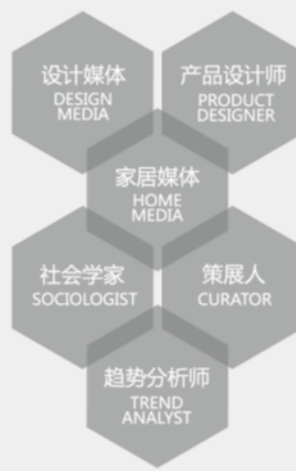 设计媒体
DESIGN
MEDIA
产品设计师
PRODUCT
DESIGNER
家居媒体
HOME
MEDIA
社会学家
SOCIOLOGIST
策展人
CURATOR
趋势分析师
TREND
ANALYST